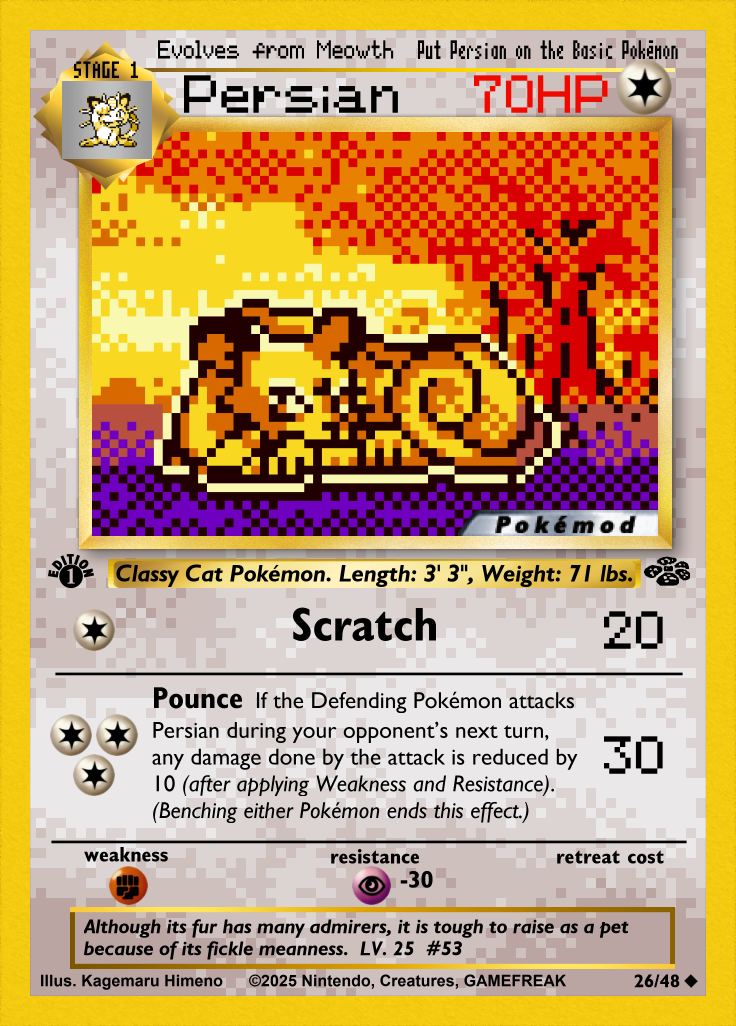 Evolves from Meowth Put Persian on the Basic Pokémon
STAGE 1
Persian 70HP
Pokémod
EDITION
1
Classy Cat Pokémon. Length: 3' 3", Weight: 71 lbs.
Scratch 20
Pounce If the Defending Pokémon attacks
Persian during your opponent's next turn,
any damage done by the attack is reduced by
10 (after applying Weakness and Resistance).
(Benching either Pokémon ends this effect.)
30
weakness resistance retreat cost
-30
Although its fur has many admirers, it is tough to raise as a pet
because of its fickle meanness. LV. 25 #53
Illus. Kagemaru Himeno ©2025 Nintendo, Creatures, GAMEFREAK 26/48